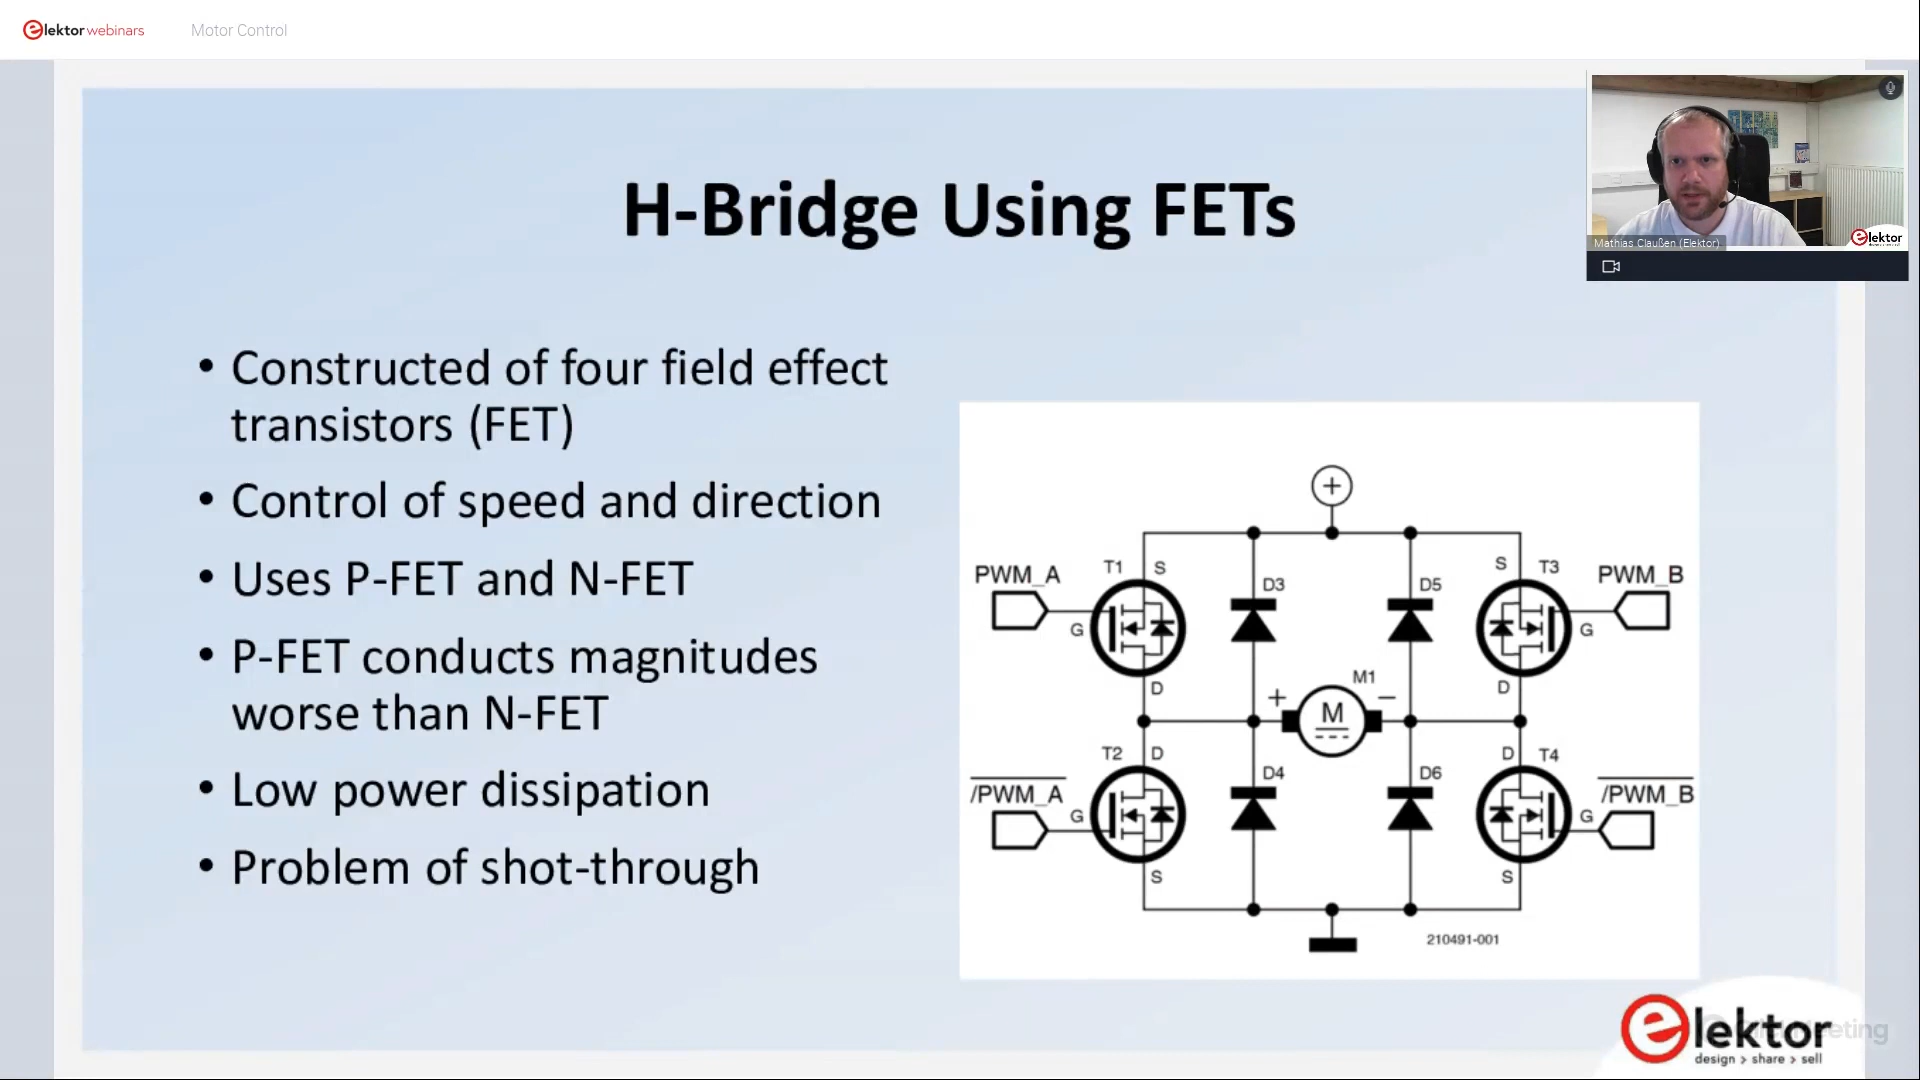 elektor webinars
Motor Control
Mathias Claußen (Elektor)
elektor
H-Bridge Using FETs
• Constructed of four field effect
transistors (FET)
• Control of speed and direction
• Uses P-FET and N-FET
• P-FET conducts magnitudes
worse than N-FET
• Low power dissipation
• Problem of shot-through
+
PWM_A
T1
S
G
D
D3
D5
S
T3
PWM_B
G
D
M1
+
M
−
/PWM_A
T2
D
G
S
D4
D6
D
T4
/PWM_B
G
S
210491-001
elektor
design > share > sell